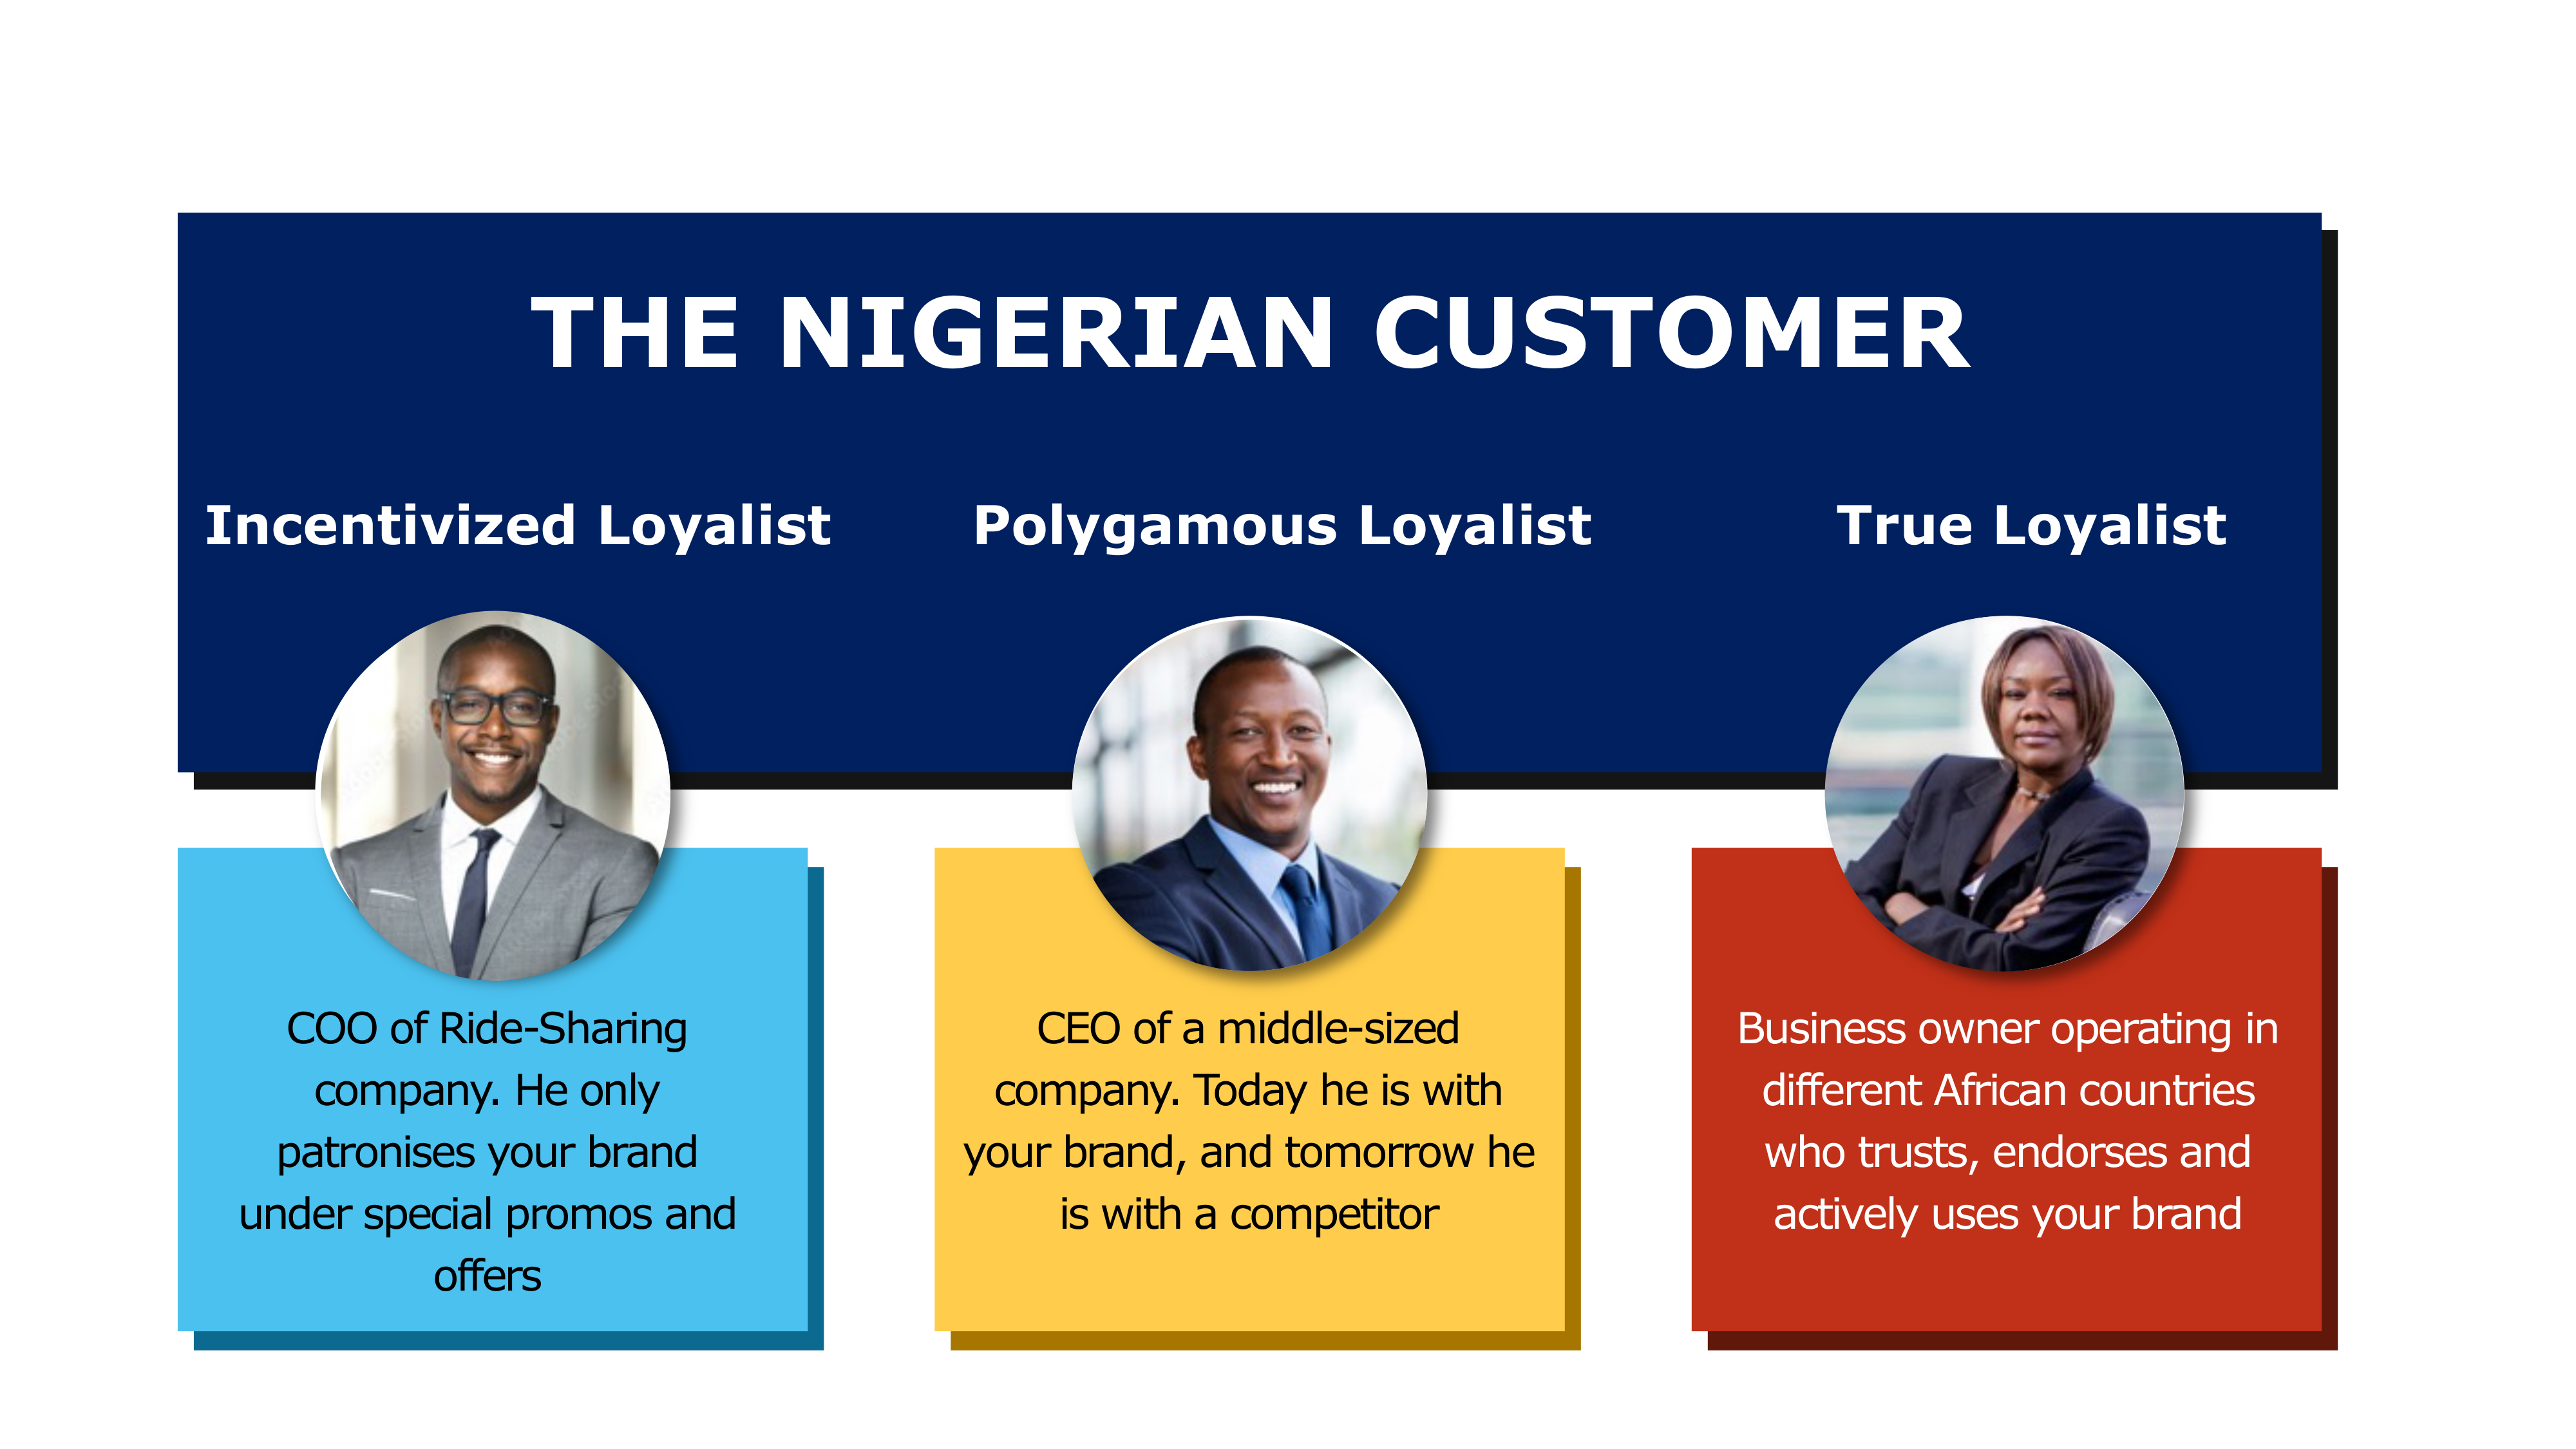 THE NIGERIAN CUSTOMER
Incentivized Loyalist
Polygamous Loyalist
True Loyalist
COO of Ride-Sharing
company. He only
patronises your brand
under special promos and
offers
CEO of a middle-sized
company. Today he is with
your brand, and tomorrow he
is with a competitor
Business owner operating in
different African countries
who trusts, endorses and
actively uses your brand